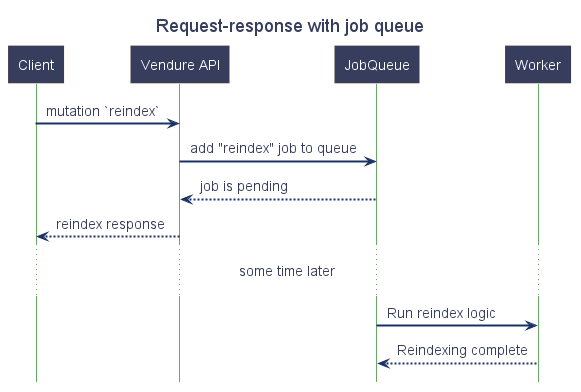 Request-response with job queue
Client
Vendure API
JobQueue
Worker
mutation `reindex`
add "reindex" job to queue
job is pending
reindex response
some time later
Run reindex logic
Reindexing complete